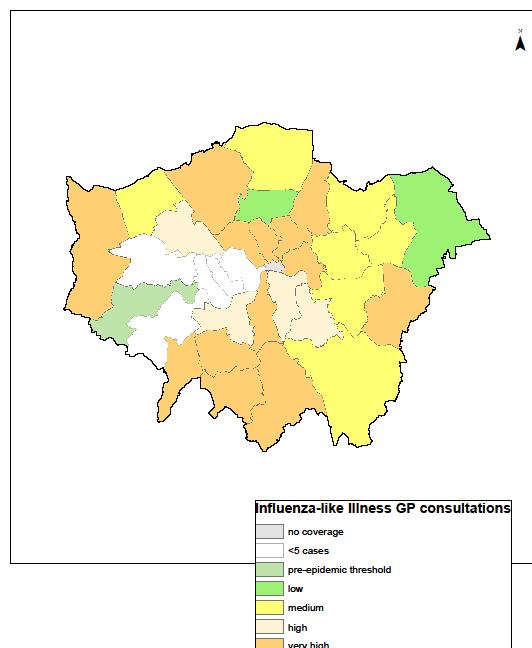 N
Influenza-like Illness GP consultations
no coverage
<5 cases
pre-epidemic threshold
low
medium
high
very high